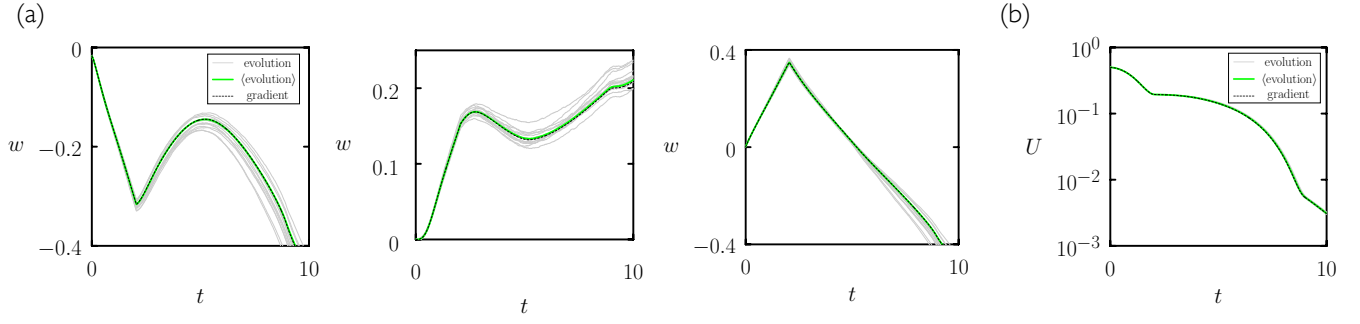 (a)
0
−0.2
−0.4
w
0
10
t
evolution
⟨evolution⟩
gradient
0.2
0.1
0
w
0
10
t
0.4
0
−0.4
w
0
10
t
(b)
10^0
10^−1
10^−2
10^−3
U
0
10
t
evolution
⟨evolution⟩
gradient